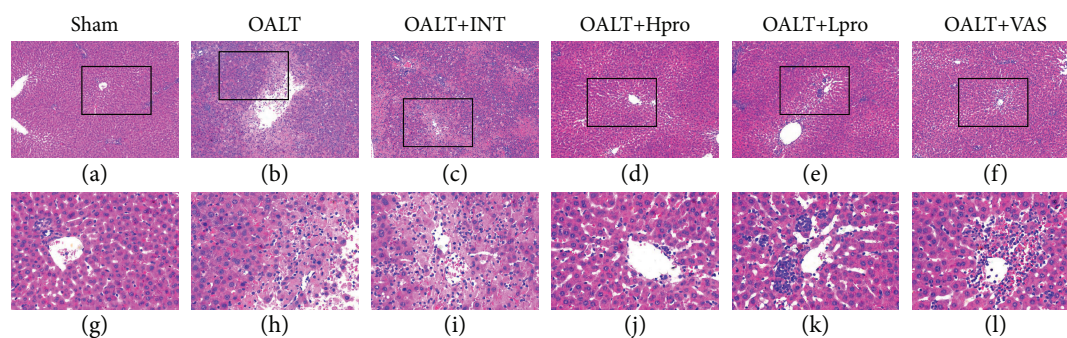 Sham OALT OALT+INT OALT+Hpro OALT+Lpro OALT+VAS
(a) (b) (c) (d) (e) (f)
(g) (h) (i) (j) (k) (l)